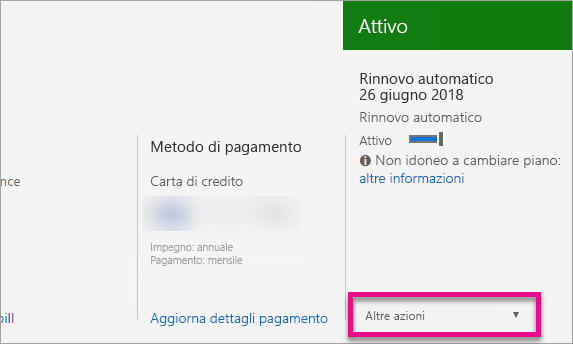 Attivo
Rinnovo automatico
26 giugno 2018
Rinnovo automatico
Attivo
Non idoneo a cambiare piano:
altre informazioni
Metodo di pagamento
Carta di credito
Impegno: annuale
Pagamento: mensile
Aggiorna dettagli pagamento
nce
bill
Altre azioni